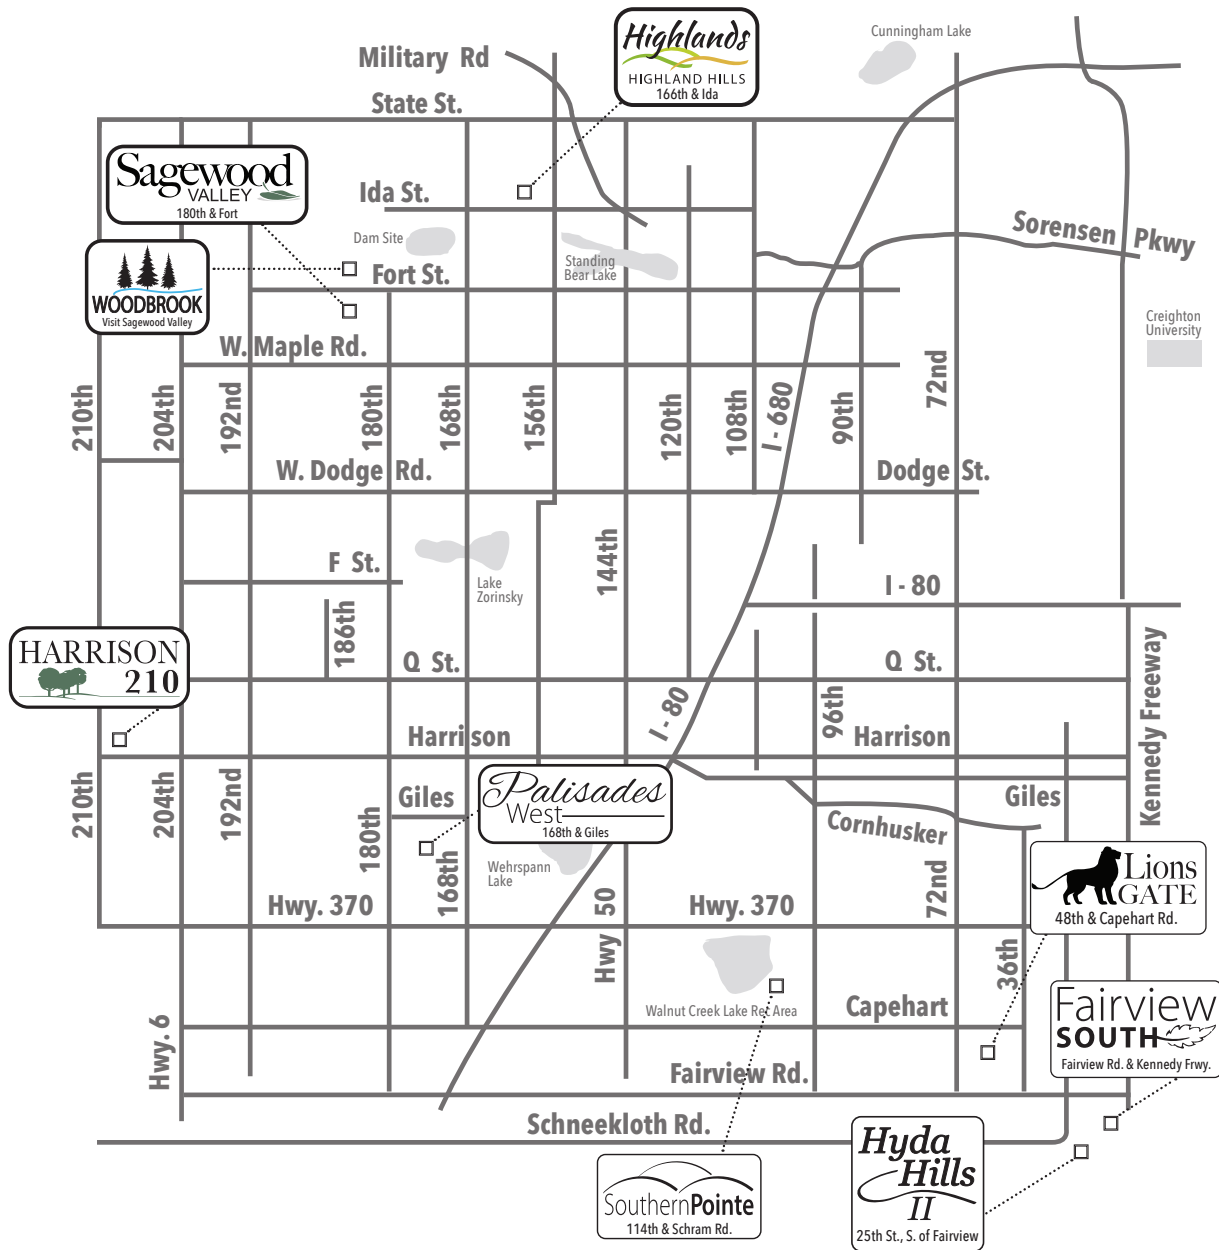 Highlands
HIGHLAND HILLS
166th & Ida
Cunningham Lake
Military Rd
State St.
Sagewood
VALLEY
180th & Fort
Ida St.
Dam Site
Standing
Bear Lake
Sorensen Pkwy
WOODBROOK
Visit Sagewood Valley
Fort St.
Creighton
University
W. Maple Rd.
210th
204th
192nd
180th
168th
156th
120th
108th
I - 680
90th
72nd
W. Dodge Rd.
Dodge St.
F St.
Lake
Zorinsky
144th
I - 80
186th
Q St.
Q St.
HARRISON
210
I - 80
96th
Kennedy Freeway
Harrison
Harrison
210th
204th
192nd
180th
Giles
Palisades
West
168th & Giles
Giles
Cornhusker
168th
Wehrspann
Lake
72nd
Lions
GATE
48th & Capehart Rd.
Hwy. 370
Hwy 50
Hwy. 370
36th
Walnut Creek Lake Rec Area
Capehart
Fairview
SOUTH
Fairview Rd. & Kennedy Frwy.
Hwy. 6
Fairview Rd.
Schneekloth Rd.
Hyda
Hills
II
25th St., S. of Fairview
SouthernPointe
114th & Schram Rd.